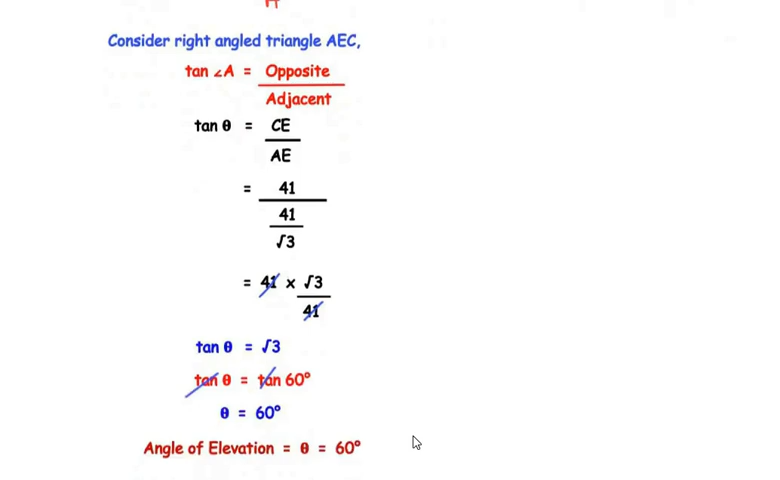 Consider right angled triangle AEC,
tan ∠A = Opposite
Adjacent
tan θ = CE
AE
= 41
41
√3
= 41 x √3
41
tan θ = √3
tan θ = tan 60°
θ = 60°
Angle of Elevation = θ = 60°